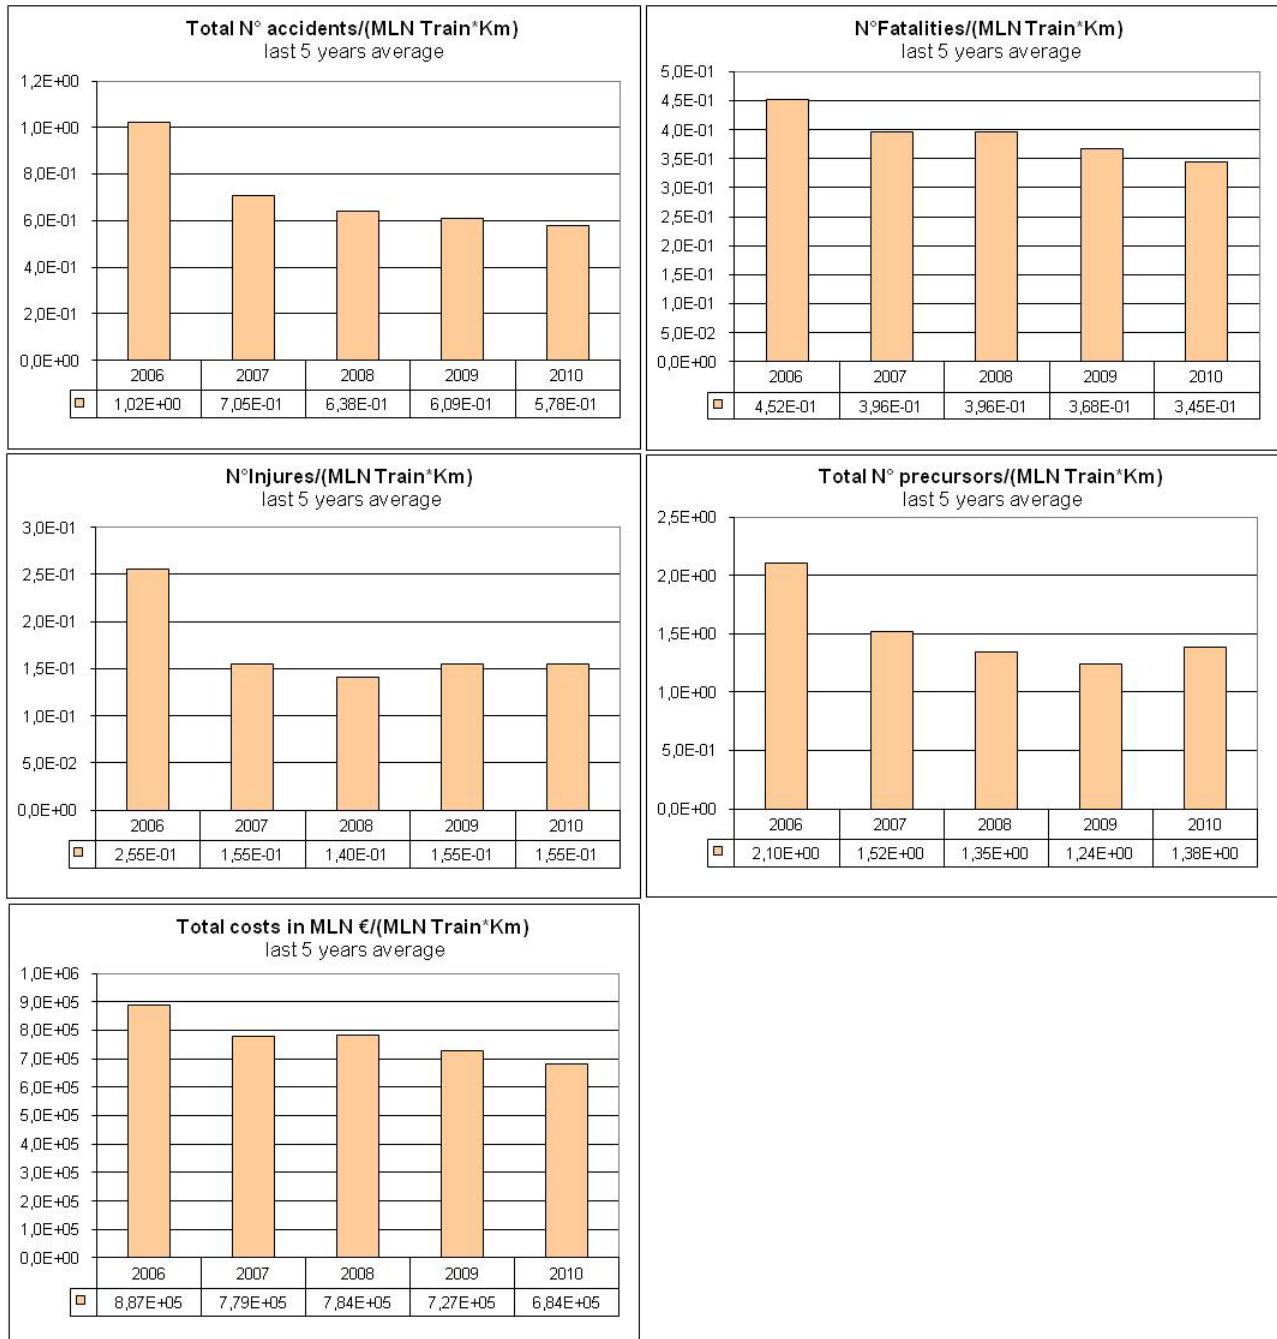 Total N° accidents/(MLN Train*Km)
last 5 years average
1,2E+00
1,0E+00
8,0E-01
6,0E-01
4,0E-01
2,0E-01
0,0E+00
2006 2007 2008 2009 2010
1,02E+00 7,05E-01 6,38E-01 6,09E-01 5,78E-01
N°Fatalities/(MLN Train*Km)
last 5 years average
5,0E-01
4,5E-01
4,0E-01
3,5E-01
3,0E-01
2,5E-01
2,0E-01
1,5E-01
1,0E-01
5,0E-02
0,0E+00
2006 2007 2008 2009 2010
4,52E-01 3,96E-01 3,96E-01 3,68E-01 3,45E-01
N°Injures/(MLN Train*Km)
last 5 years average
3,0E-01
2,5E-01
2,0E-01
1,5E-01
1,0E-01
5,0E-02
0,0E+00
2006 2007 2008 2009 2010
2,55E-01 1,55E-01 1,40E-01 1,55E-01 1,55E-01
Total N° precursors/(MLN Train*Km)
last 5 years average
2,5E+00
2,0E+00
1,5E+00
1,0E+00
5,0E-01
0,0E+00
2006 2007 2008 2009 2010
2,10E+00 1,52E+00 1,35E+00 1,24E+00 1,38E+00
Total costs in MLN €/(MLN Train*Km)
last 5 years average
1,0E+06
9,0E+05
8,0E+05
7,0E+05
6,0E+05
5,0E+05
4,0E+05
3,0E+05
2,0E+05
1,0E+05
0,0E+00
2006 2007 2008 2009 2010
8,87E+05 7,79E+05 7,84E+05 7,27E+05 6,84E+05